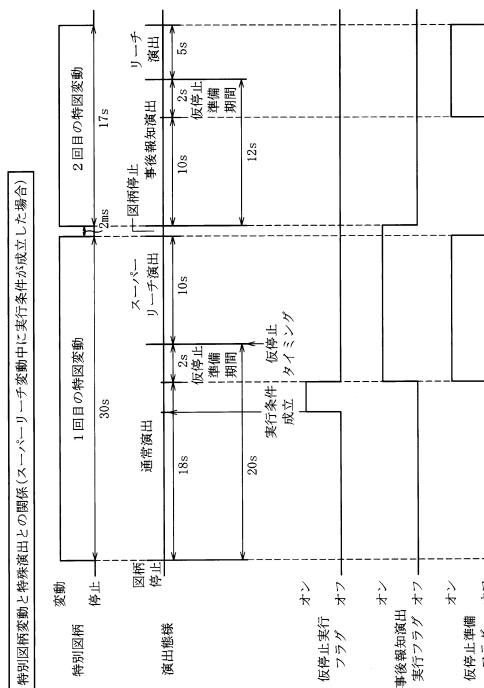 特別図柄変動と特殊演出との関係(スーパーリーチ変動中に実行条件が成立した場合)
特別図柄
変動
停止
1回目の特図変動
30s
2ms
2回目の特図変動
17s
演出態様
図柄
停止
通常演出
スーパー
リーチ演出
図柄停止
事後報知演出
リーチ
演出
18s
2s
仮停止
準備
期間
10s
10s
2s
仮停止
準備
期間
5s
20s
12s
実行条件
成立
仮停止
タイミング
仮停止実行
フラグ
オン
オフ
事後報知演出
実行フラグ
オン
オフ
仮停止準備
オン